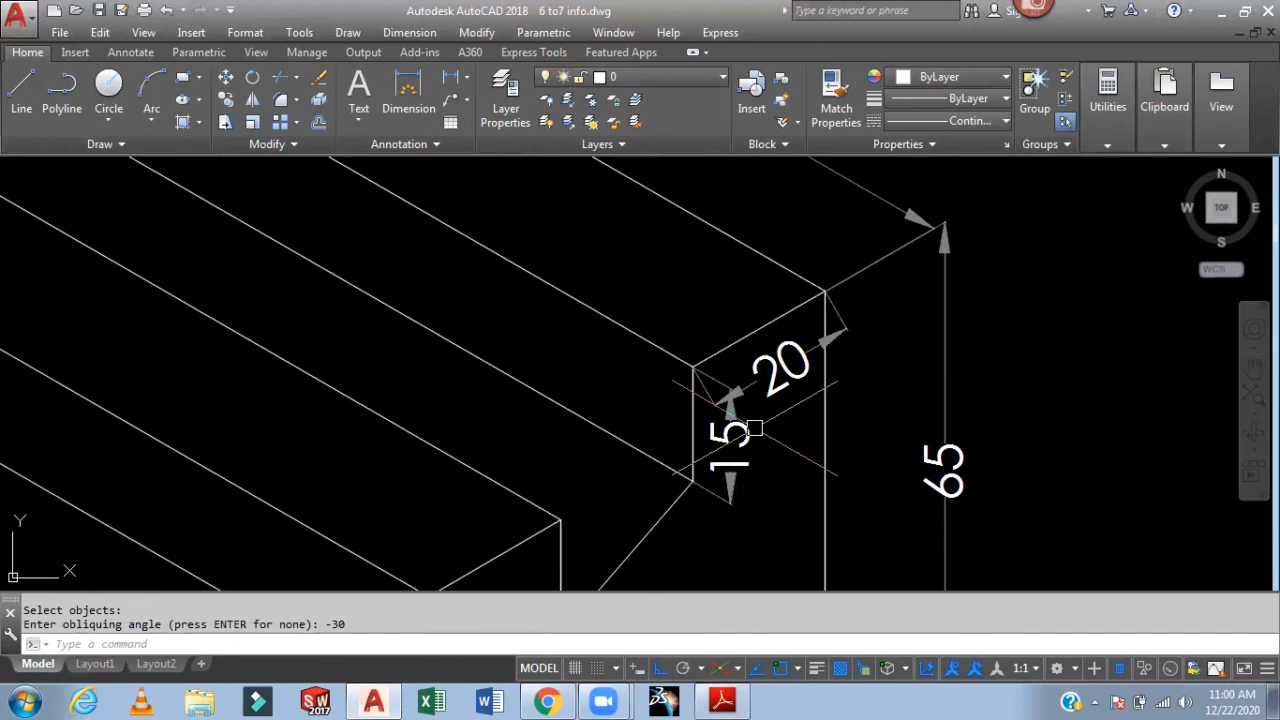 Autodesk AutoCAD 2018 6 to7 info.dwg
Type a keyword or phrase
File Edit View Insert Format Tools Draw Dimension Modify Parametric Window Help Express
Home Insert Annotate Parametric View Manage Output Add-ins A360 Express Tools Featured Apps
Line Polyline Circle Arc
Text Dimension
Layer Properties
0
Insert
Match Properties
ByLayer
ByLayer
Contin...
Group
Utilities
Clipboard
View
Draw Modify Annotation Layers Block Properties Groups
N
W TOP E
S
WCS
20
15
65
Y
X
Select objects:
Enter obliquing angle (press ENTER for none): -30
Type a command
Model Layout1 Layout2 +
MODEL
1:1
SW
2017
11:00 AM
12/22/2020